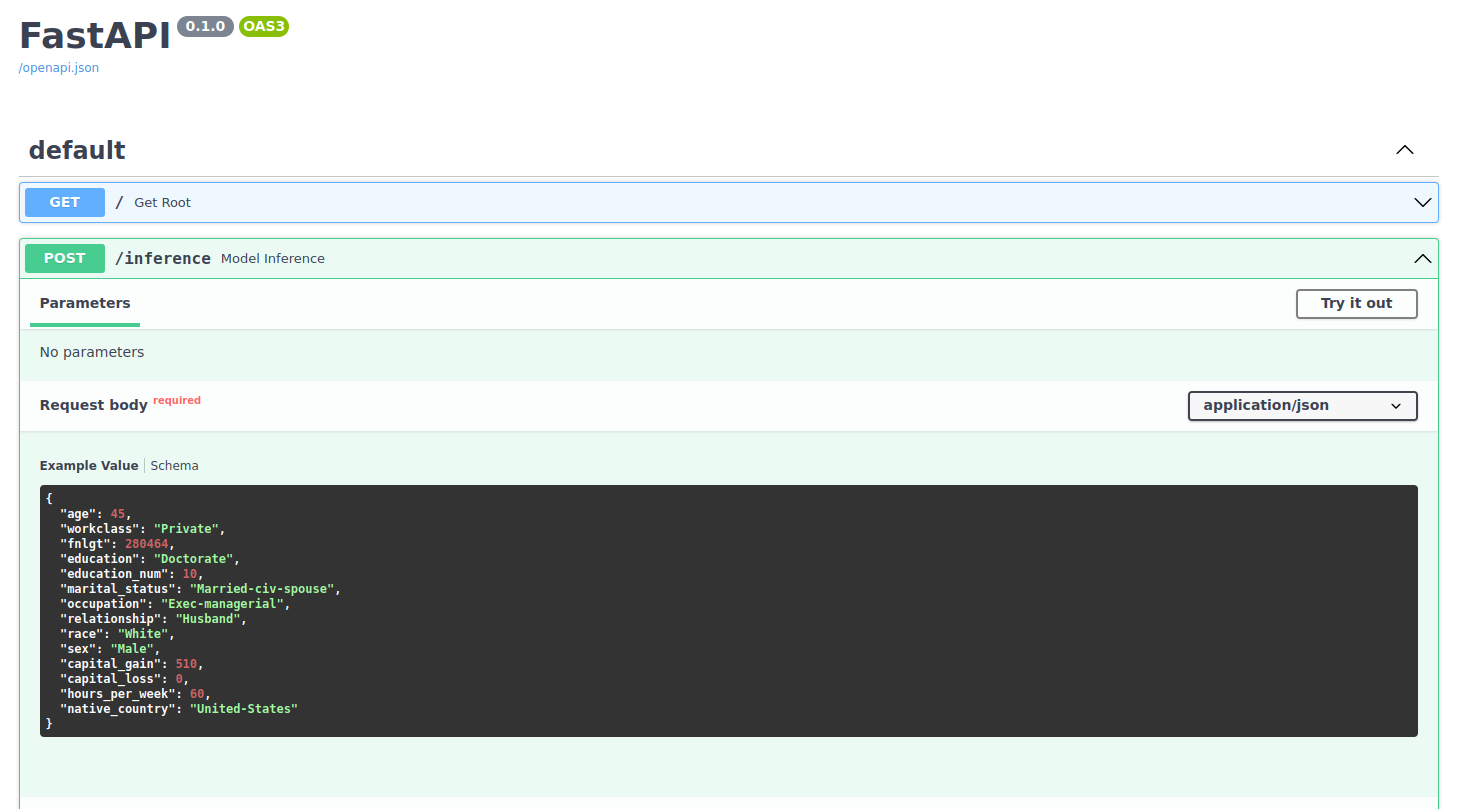 FastAPI 0.1.0 OAS3
/openapi.json
default
GET / Get Root
POST /inference Model Inference
Parameters Try it out
No parameters
Request body required application/json
Example Value Schema
{
  "age": 45,
  "workclass": "Private",
  "fnlgt": 280464,
  "education": "Doctorate",
  "education_num": 10,
  "marital_status": "Married-civ-spouse",
  "occupation": "Exec-managerial",
  "relationship": "Husband",
  "race": "White",
  "sex": "Male",
  "capital_gain": 510,
  "capital_loss": 0,
  "hours_per_week": 60,
  "native_country": "United-States"
}